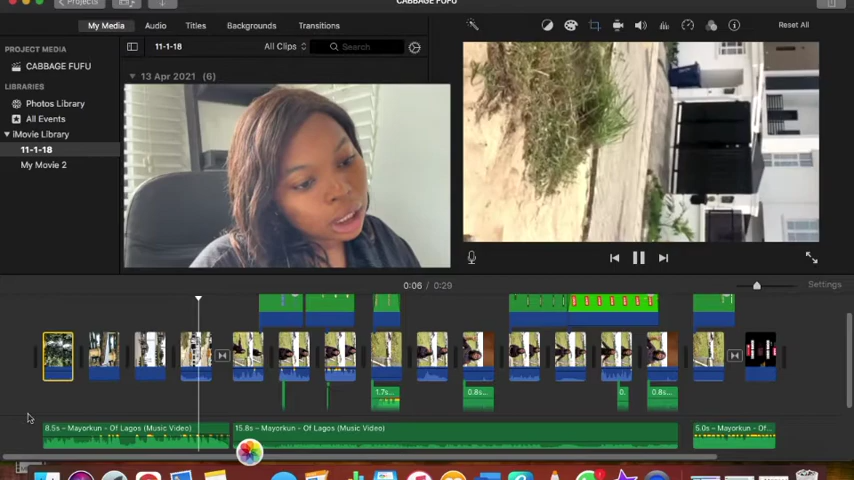 CABBAGE FUFU
Projects
My Media
Audio
Titles
Backgrounds
Transitions
Reset All
PROJECT MEDIA
CABBAGE FUFU
LIBRARIES
Photos Library
All Events
iMovie Library
11-1-18
My Movie 2
11-1-18
All Clips
Search
13 Apr 2021 (6)
0:06 / 0:29
Settings
1.7s...
0.8s...
0.
0.8s...
8.5s – Mayorkun - Of Lagos (Music Video)
15.8s – Mayorkun - Of Lagos (Music Video)
5.0s – Mayorkun - Of...